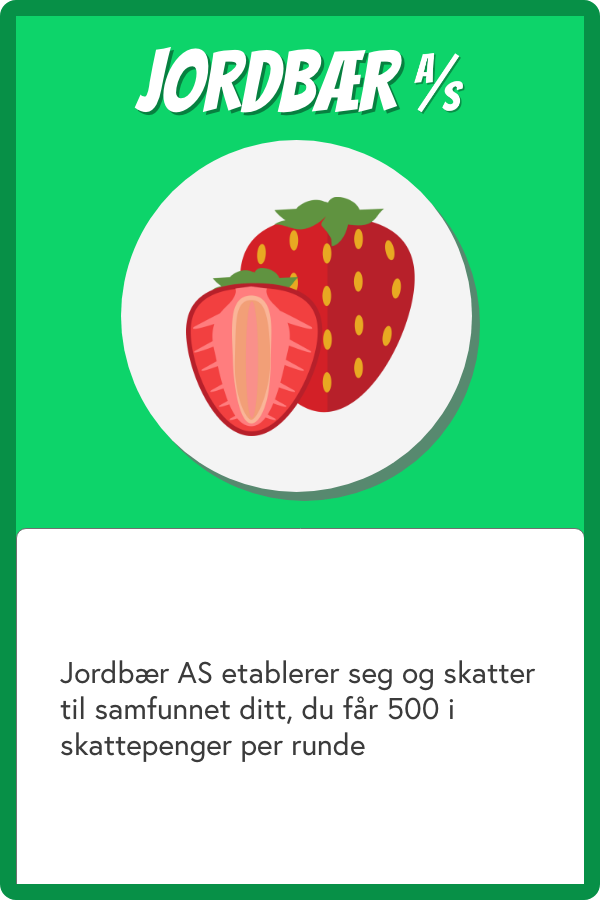 JORDBÆR A/S
Jordbær AS etablerer seg og skatter
til samfunnet ditt, du får 500 i
skattepenger per runde